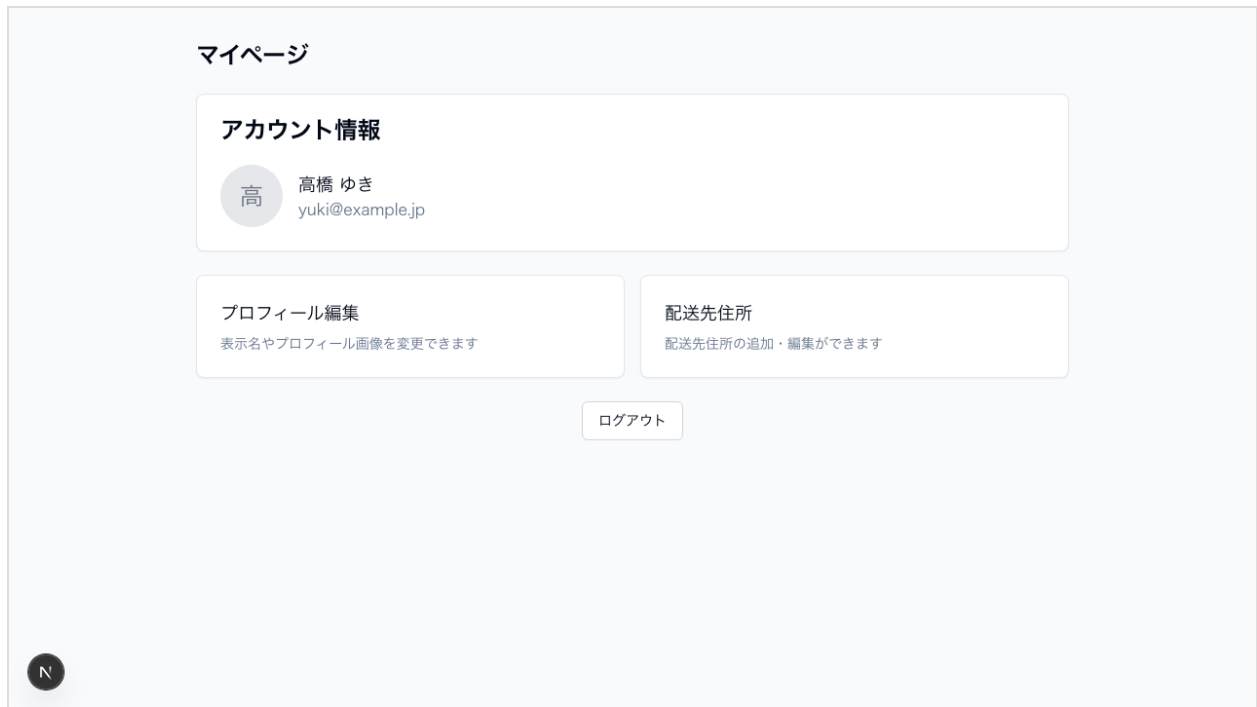 マイページ
アカウント情報
高
高橋 ゆき
yuki@example.jp
プロフィール編集
表示名やプロフィール画像を変更できます
配送先住所
配送先住所の追加・編集ができます
ログアウト
N